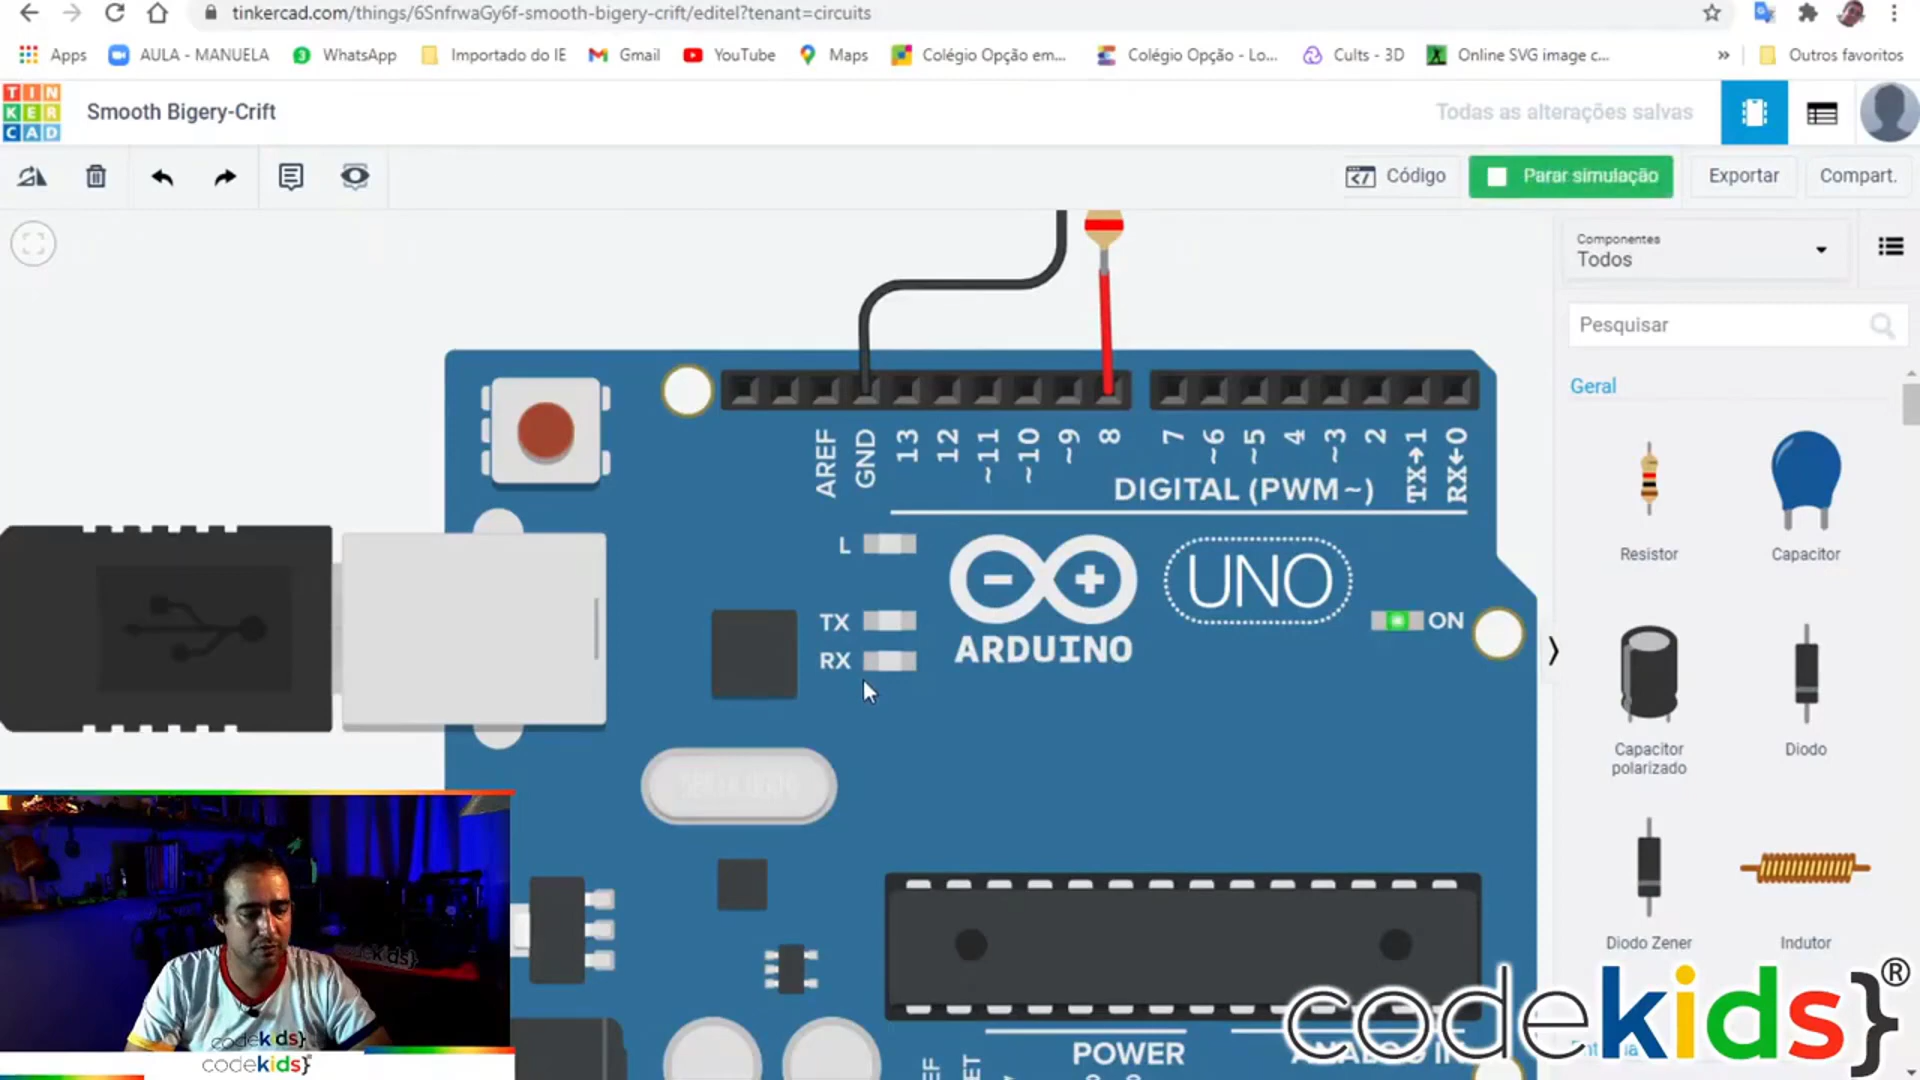 tinkercad.com/things/6SnfrwaGy6f-smooth-bigery-crift/editel?tenant=circuits
Apps AULA - MANUELA WhatsApp Importado do IE Gmail YouTube Maps Colégio Opção em... Colégio Opção - Lo... Cults - 3D Online SVG image c... » Outros favoritos
TINKERCAD Smooth Bigery-Crift Todas as alterações salvas
Código Parar simulação Exportar Compart.
Componentes
Todos
Pesquisar
Geral
Resistor Capacitor
Capacitor polarizado Diodo
Diodo Zener Indutor
AREF GND 13 12 ~11 ~10 ~9 8 7 ~6 ~5 4 ~3 2 TX→1 RX←0
DIGITAL (PWM~)
L
TX
RX
UNO
ARDUINO
ON
POWER
codekids}
codekids}
codekids}
codekids}®